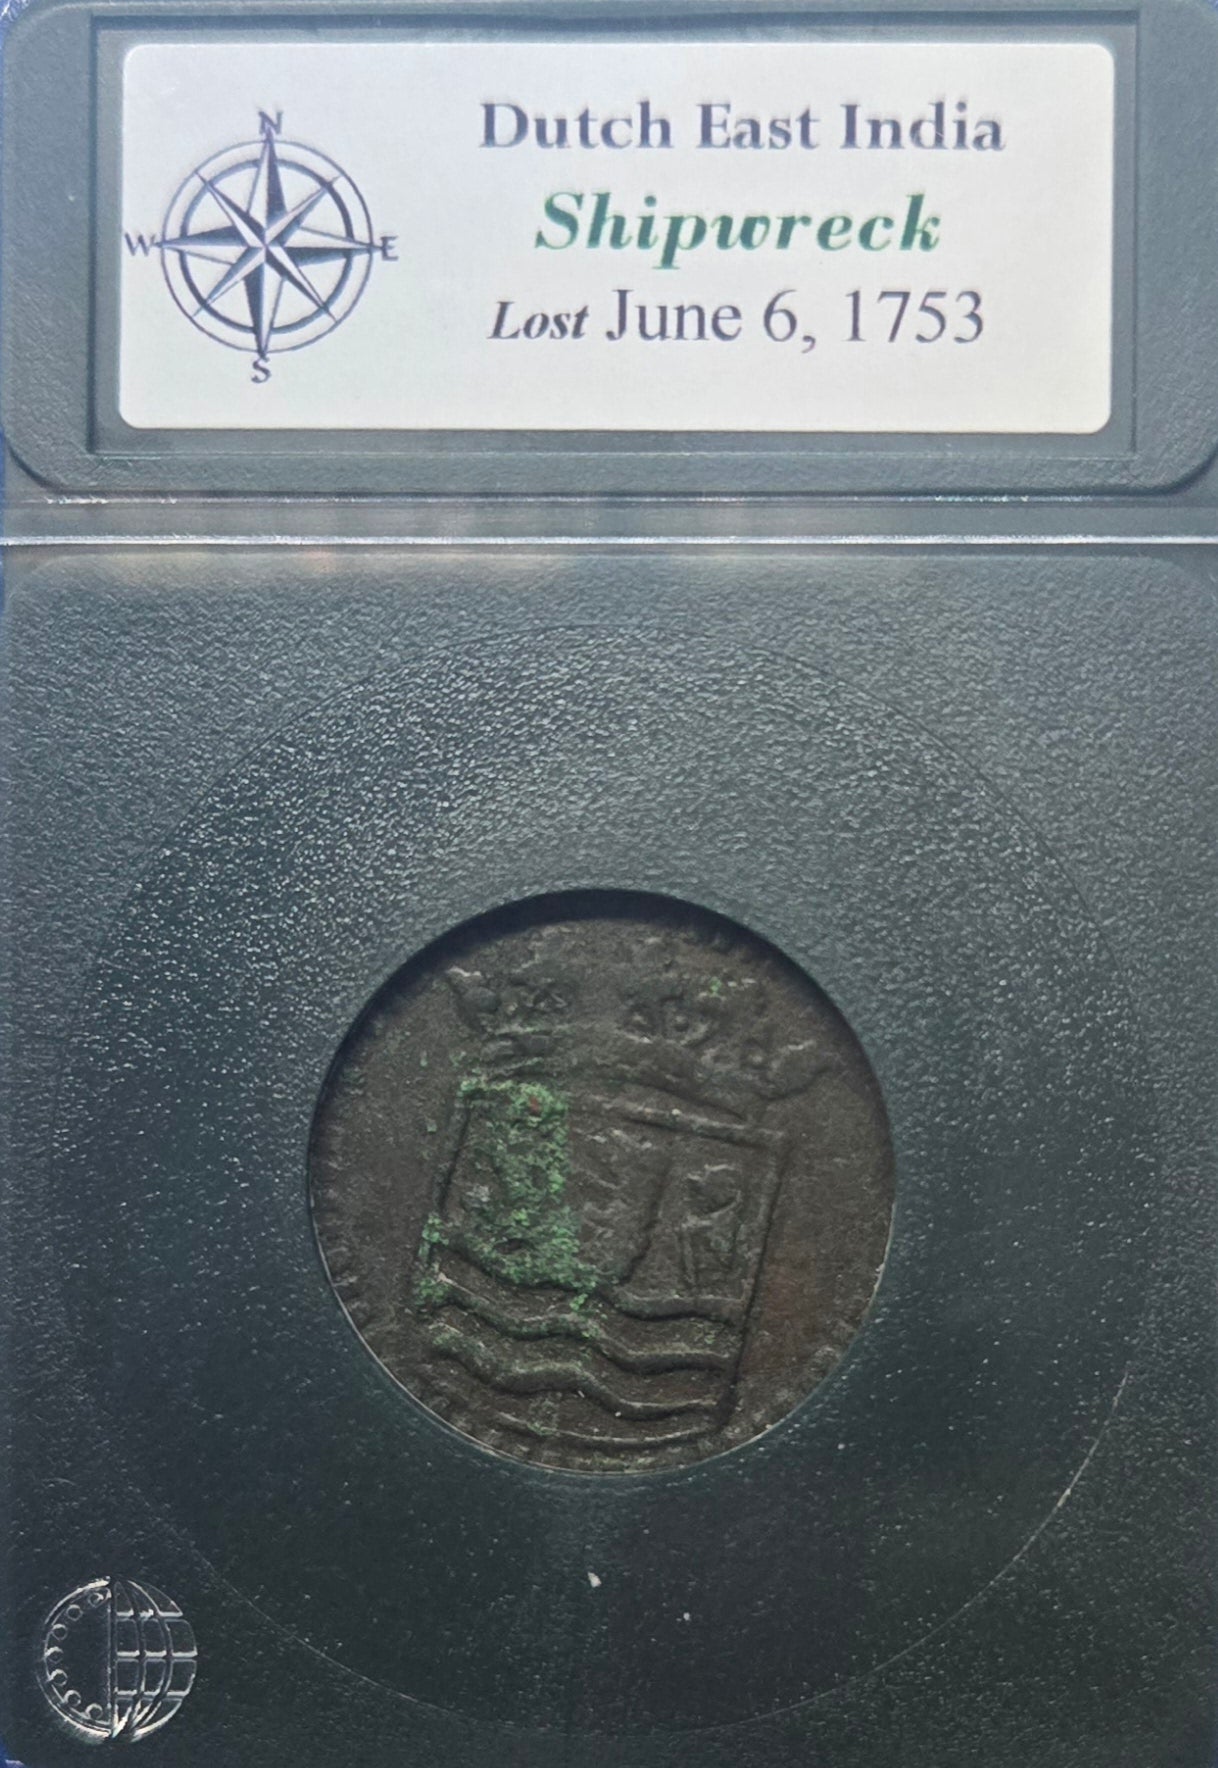 N
W E
S
Dutch East India
Shipwreck
Lost June 6, 1753